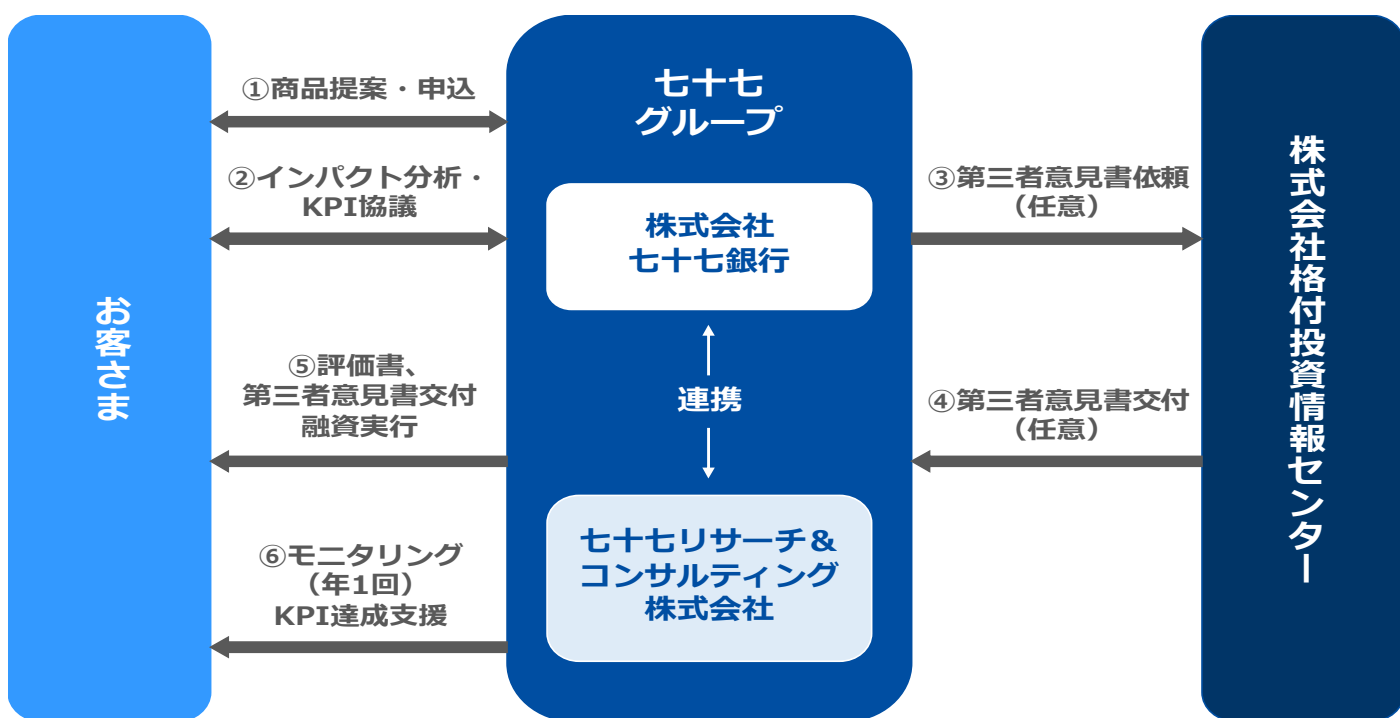 お客さま
①商品提案・申込
②インパクト分析・
KPI協議
⑤評価書、
第三者意見書交付
融資実行
⑥モニタリング
（年1回）
KPI達成支援
七十七
グループ
株式会社
七十七銀行
連携
七十七リサーチ＆
コンサルティング
株式会社
③第三者意見書依頼
（任意）
④第三者意見書交付
（任意）
株式会社格付投資情報センター